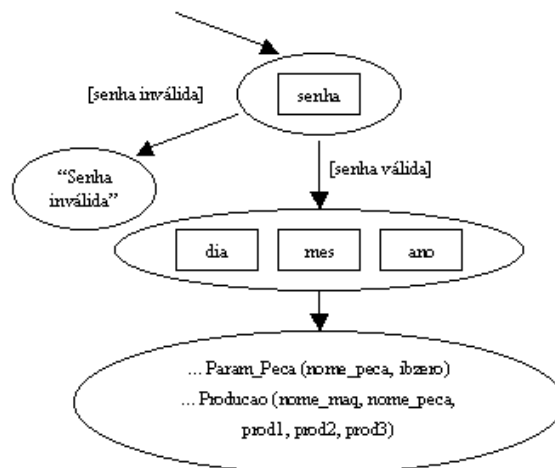 [senha inválida]
senha
“Senha
inválida”
[senha válida]
dia
mes
ano
... Param_Peca (nome_peca, ibzero)
... Producao (nome_maq, nome_peca,
prod1, prod2, prod3)